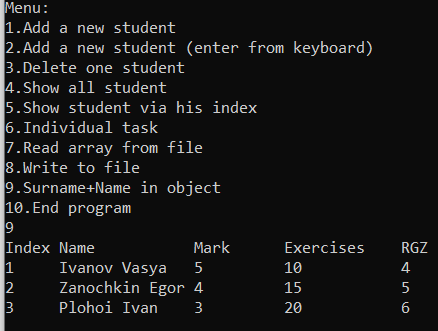 Menu:
1.Add a new student
2.Add a new student (enter from keyboard)
3.Delete one student
4.Show all student
5.Show student via his index
6.Individual task
7.Read array from file
8.Write to file
9.Surname+Name in object
10.End program
9
Index Name Mark Exercises RGZ
1 Ivanov Vasya 5 10 4
2 Zanochkin Egor 4 15 5
3 Plohoi Ivan 3 20 6